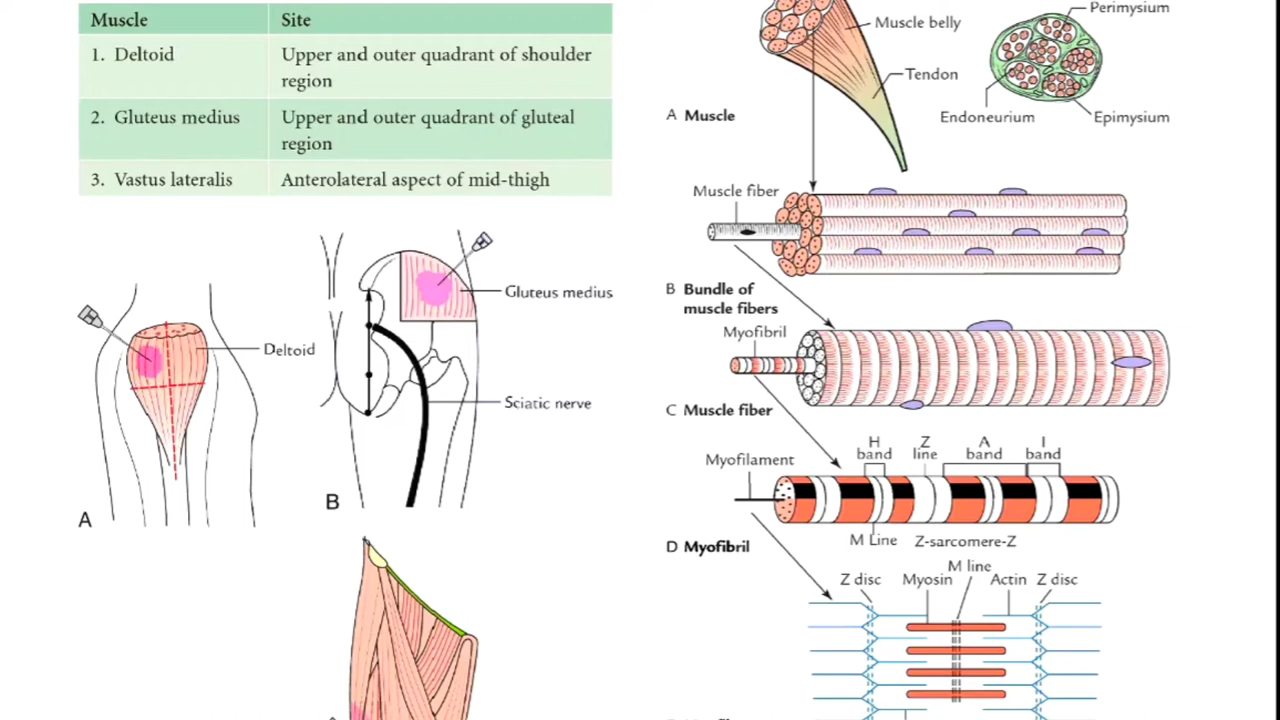 Muscle Site
1. Deltoid Upper and outer quadrant of shoulder
region
2. Gluteus medius Upper and outer quadrant of gluteal
region
3. Vastus lateralis Anterolateral aspect of mid-thigh
Deltoid
A
Gluteus medius
Sciatic nerve
B
Perimysium
Muscle belly
Tendon
Endoneurium
Epimysium
A Muscle
Muscle fiber
B Bundle of
muscle fibers
Myofibril
C Muscle fiber
H
band
Z
line
A
band
I
band
Myofilament
M Line Z-sarcomere-Z
D Myofibril
M line
Z disc Myosin Actin Z disc